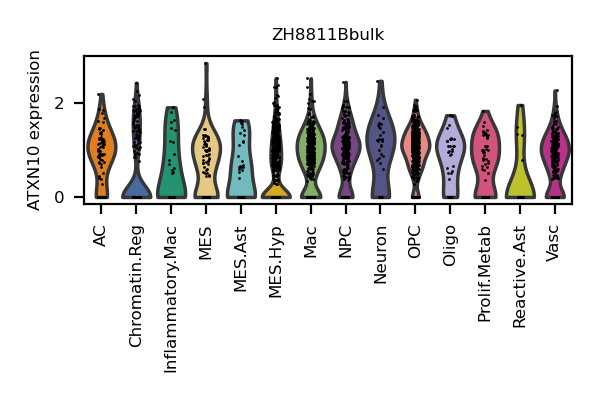 ZH8811Bbulk
ATXN10 expression
2
0
AC
Chromatin.Reg
Inflammatory.Mac
MES
MES.Ast
MES.Hyp
Mac
NPC
Neuron
OPC
Oligo
Prolif.Metab
Reactive.Ast
Vasc